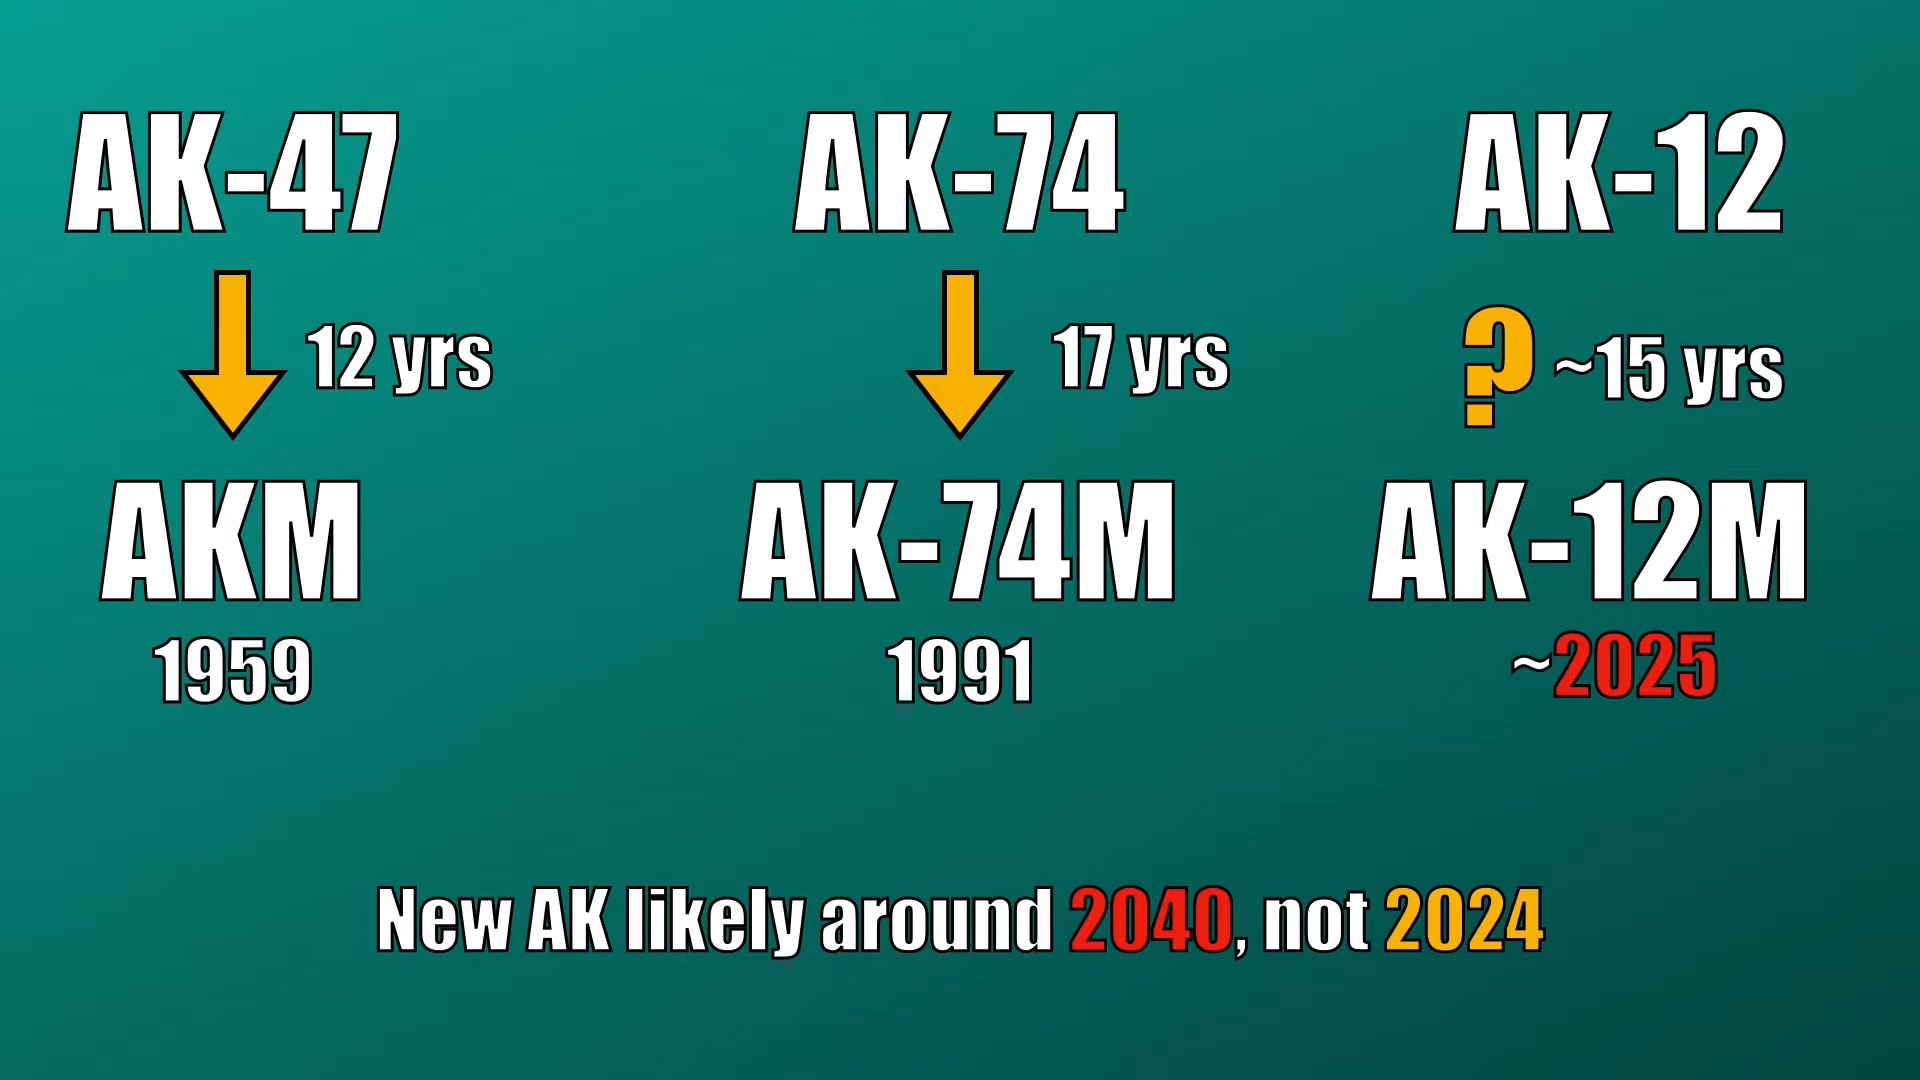 AK-47 AK-74 AK-12
12 yrs 17 yrs ? ~15 yrs
AKM AK-74M AK-12M
1959 1991 ~2025
New AK likely around 2040, not 2024